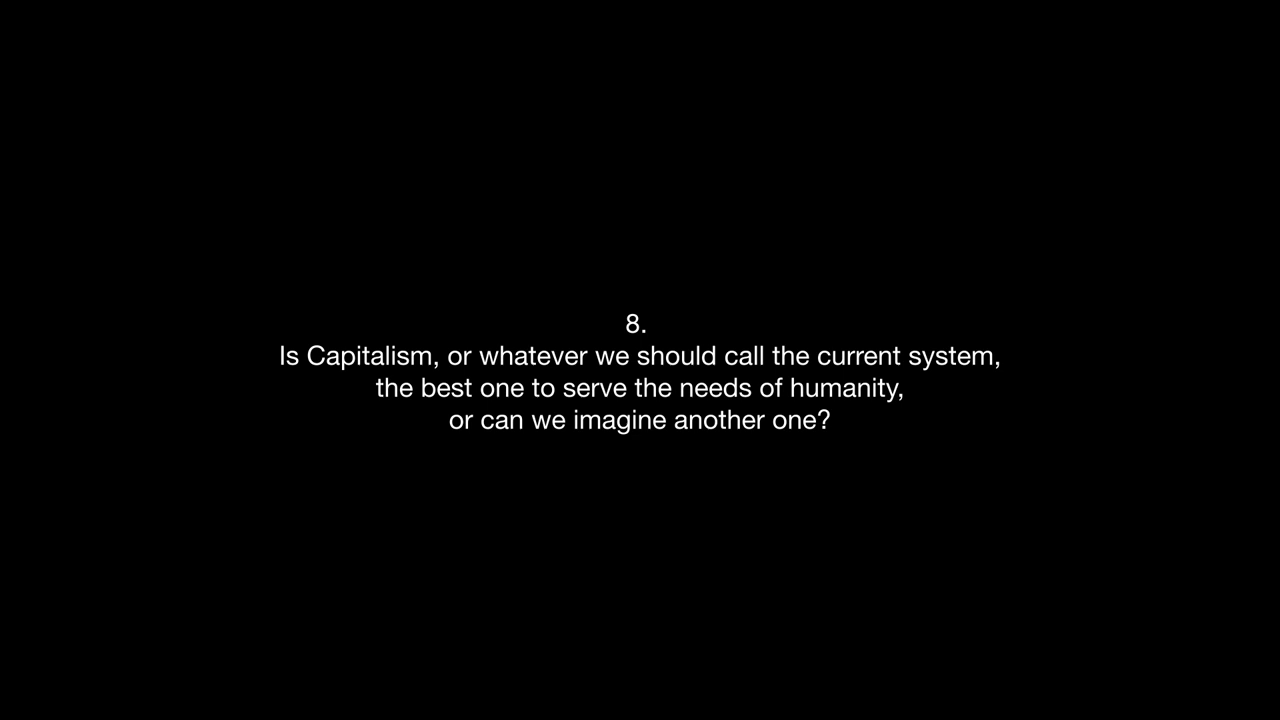 8.
Is Capitalism, or whatever we should call the current system,
the best one to serve the needs of humanity,
or can we imagine another one?